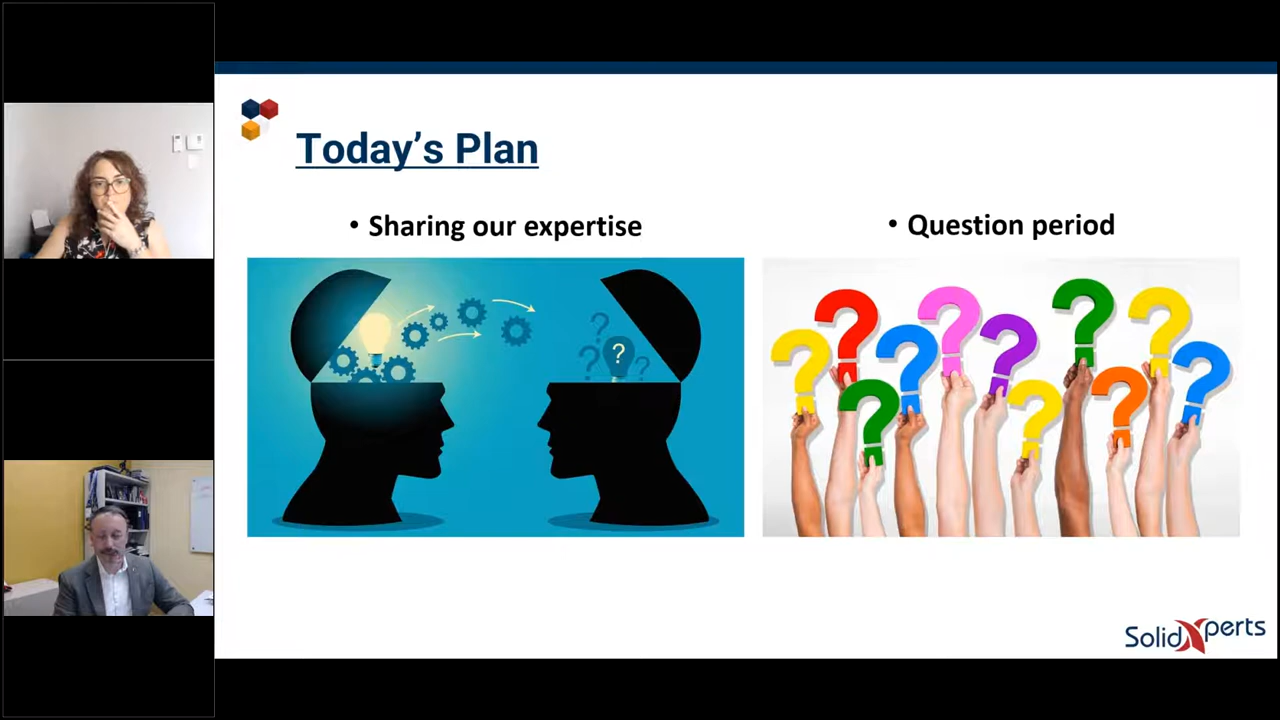 Today's Plan
• Sharing our expertise
• Question period
SolidXperts